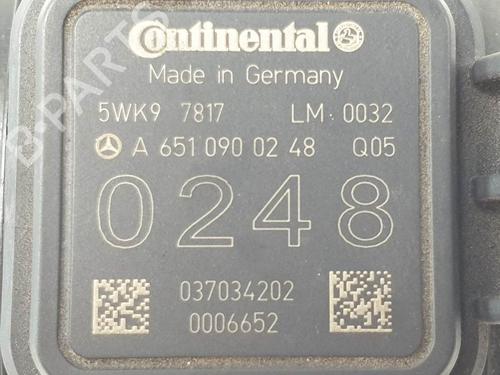 Continental
Made in Germany
5WK9 7817 LM 0032
A 651 090 02 48 Q05
0248
037034202
0006652
B-PARTS